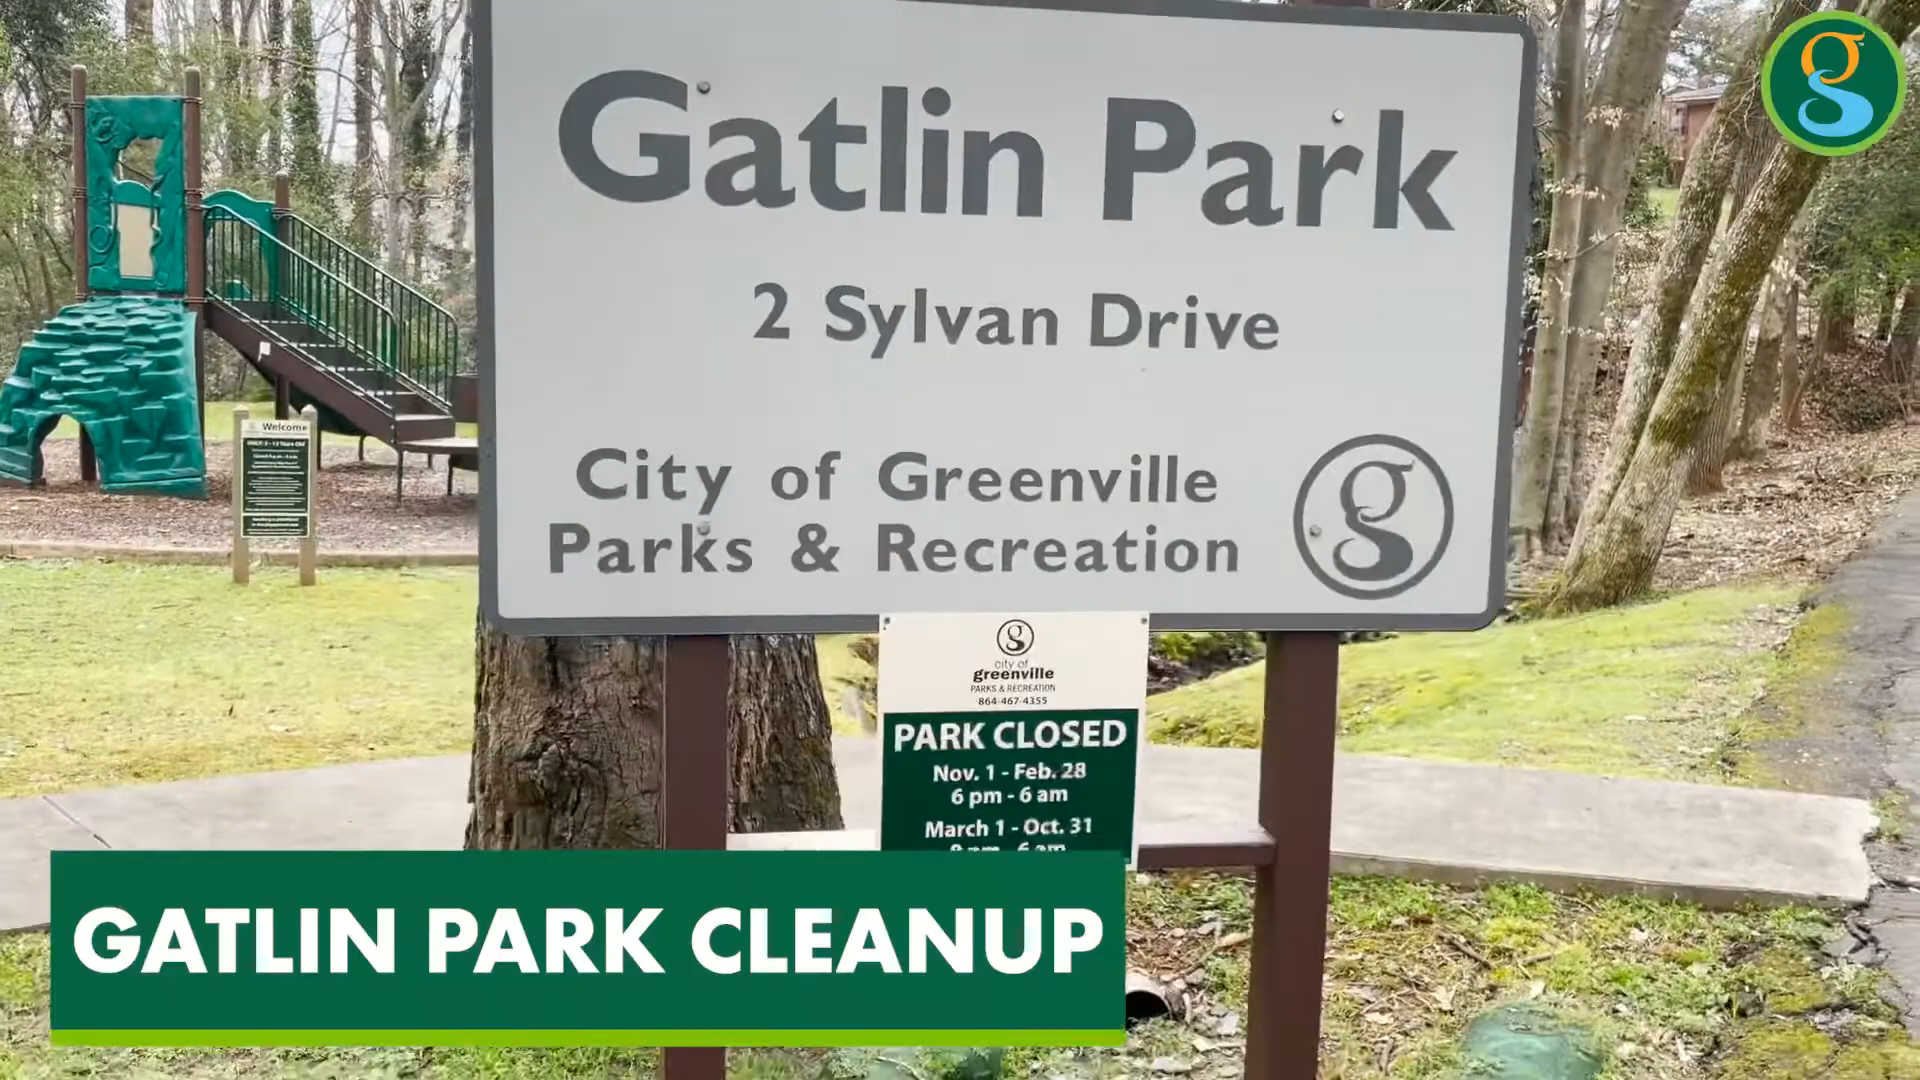 Gatlin Park
2 Sylvan Drive
City of Greenville
Parks & Recreation
g
Welcome
city of
greenville
PARKS & RECREATION
864-467-4355
PARK CLOSED
Nov. 1 - Feb. 28
6 pm - 6 am
March 1 - Oct. 31
GATLIN PARK CLEANUP